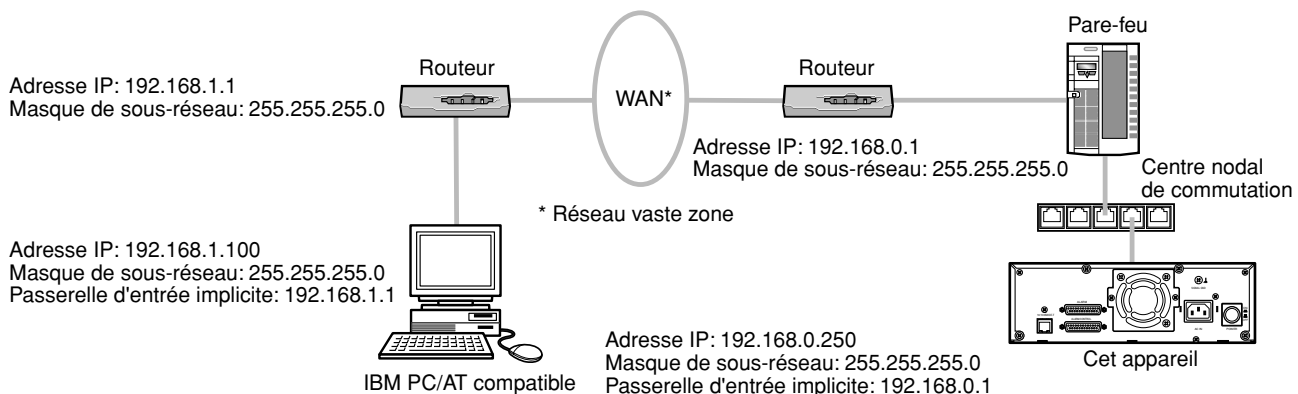 Pare-feu
Routeur
Routeur
Adresse IP: 192.168.1.1
Masque de sous-réseau: 255.255.255.0
WAN*
Adresse IP: 192.168.0.1
Masque de sous-réseau: 255.255.255.0
Centre nodal
de commutation
* Réseau vaste zone
Adresse IP: 192.168.1.100
Masque de sous-réseau: 255.255.255.0
Passerelle d'entrée implicite: 192.168.1.1
IBM PC/AT compatible
Adresse IP: 192.168.0.250
Masque de sous-réseau: 255.255.255.0
Passerelle d'entrée implicite: 192.168.0.1
Cet appareil